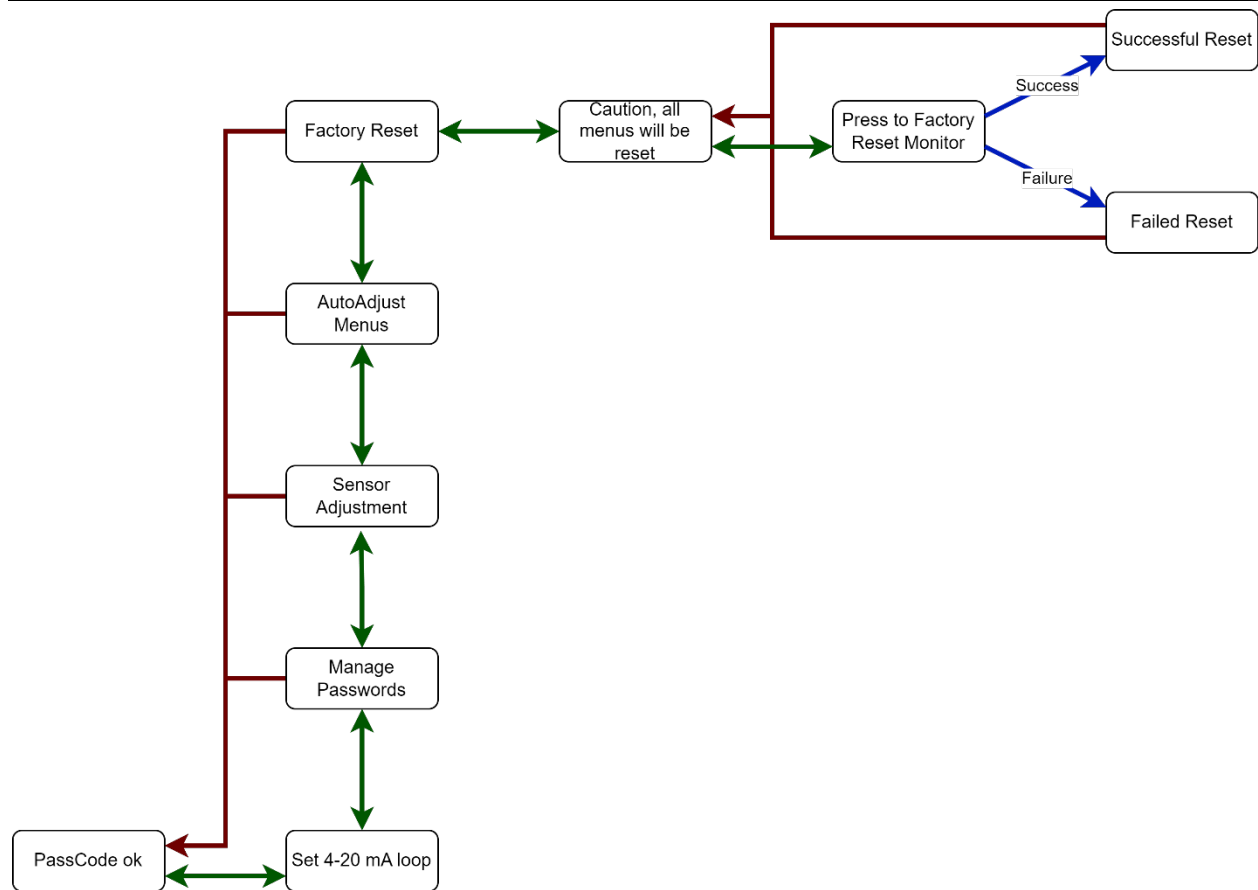 Successful Reset
Success
Factory Reset
Caution, all
menus will be
reset
Press to Factory
Reset Monitor
Failure
Failed Reset
AutoAdjust
Menus
Sensor
Adjustment
Manage
Passwords
PassCode ok
Set 4-20 mA loop